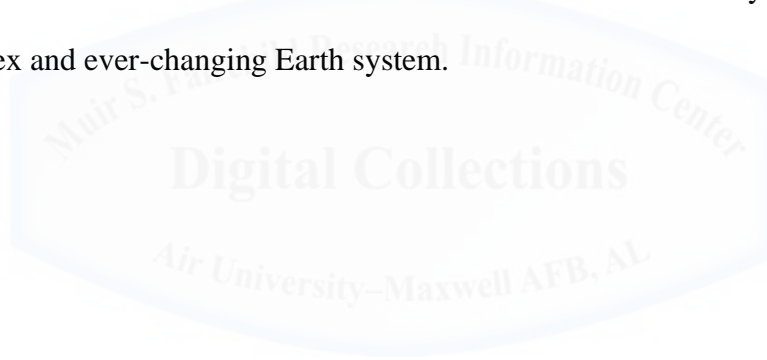 ex and ever-changing Earth system.
Muir S. Fairchild Research Information Center
Digital Collections
Air University–Maxwell AFB, AL